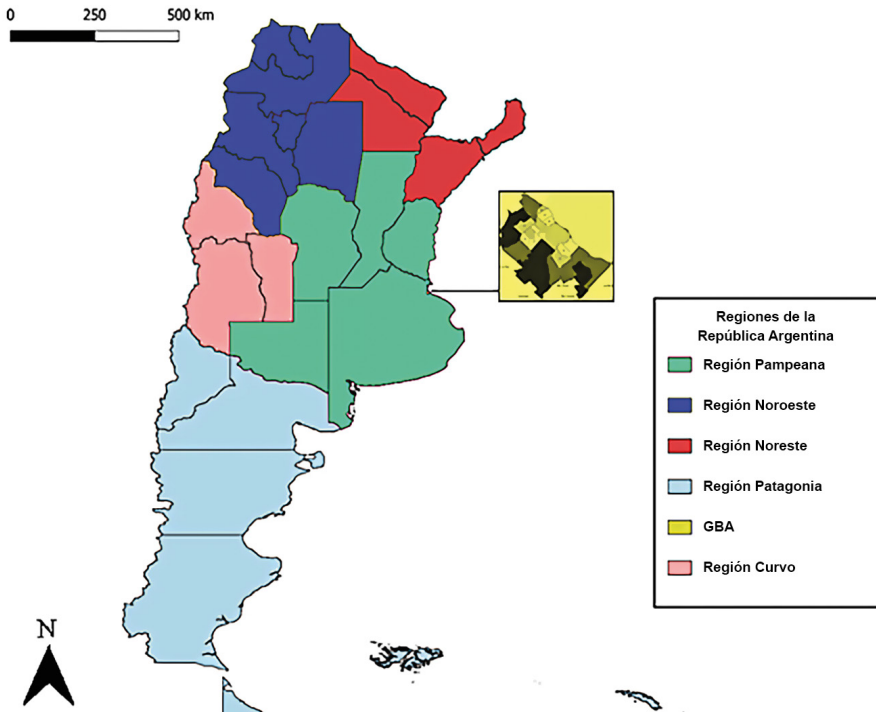 0 250 500 km
Regiones de la
República Argentina
Región Pampeana
Región Noroeste
Región Noreste
Región Patagonia
GBA
Región Curvo
N